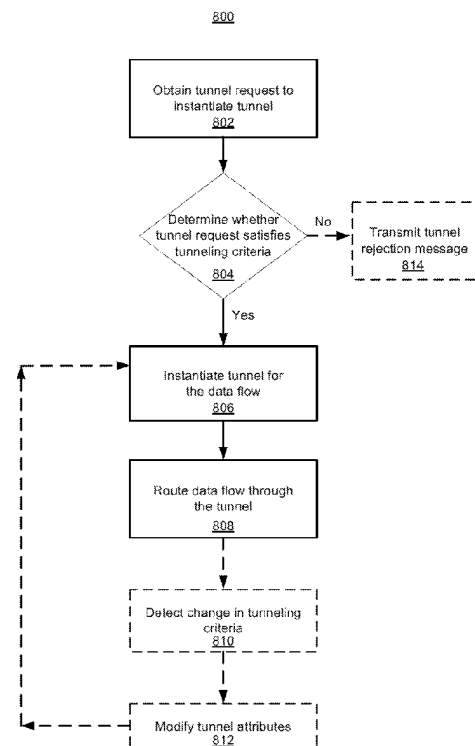 800
Obtain tunnel request to
instantiate tunnel
802
Determine whether
tunnel request satisfies
tunneling criteria
804
No
Transmit tunnel
rejection message
814
Yes
Instantiate tunnel for
the data flow
806
Route data flow through
the tunnel
808
Detect change in tunneling
criteria
810
Modify tunnel attributes
812